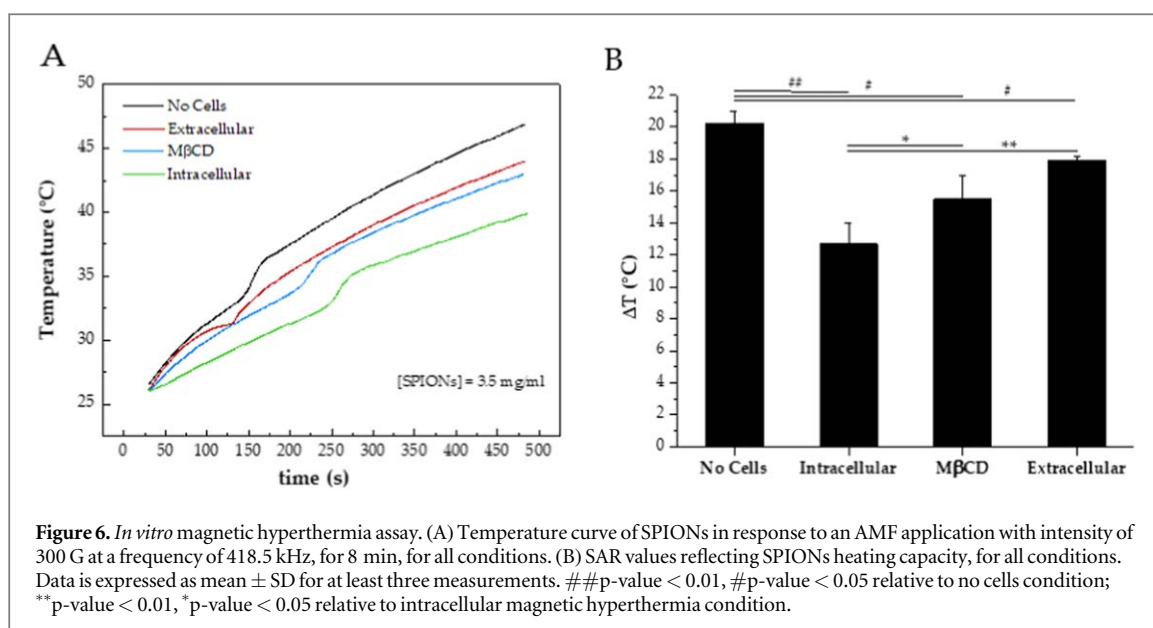 A
50
45
40
35
30
25
Temperature (°C)
No Cells
Extracellular
MβCD
Intracellular
[SPIONs] = 3.5 mg/ml
0 50 100 150 200 250 300 350 400 450 500
time (s)
B
## # #
* **
22
20
18
16
14
12
10
8
6
4
2
0
ΔT (°C)
No Cells Intracellular MβCD Extracellular
Figure 6. In vitro magnetic hyperthermia assay. (A) Temperature curve of SPIONs in response to an AMF application with intensity of
300 G at a frequency of 418.5 kHz, for 8 min, for all conditions. (B) SAR values reflecting SPIONs heating capacity, for all conditions.
Data is expressed as mean ± SD for at least three measurements. ##p-value < 0.01, #p-value < 0.05 relative to no cells condition;
**p-value < 0.01, *p-value < 0.05 relative to intracellular magnetic hyperthermia condition.